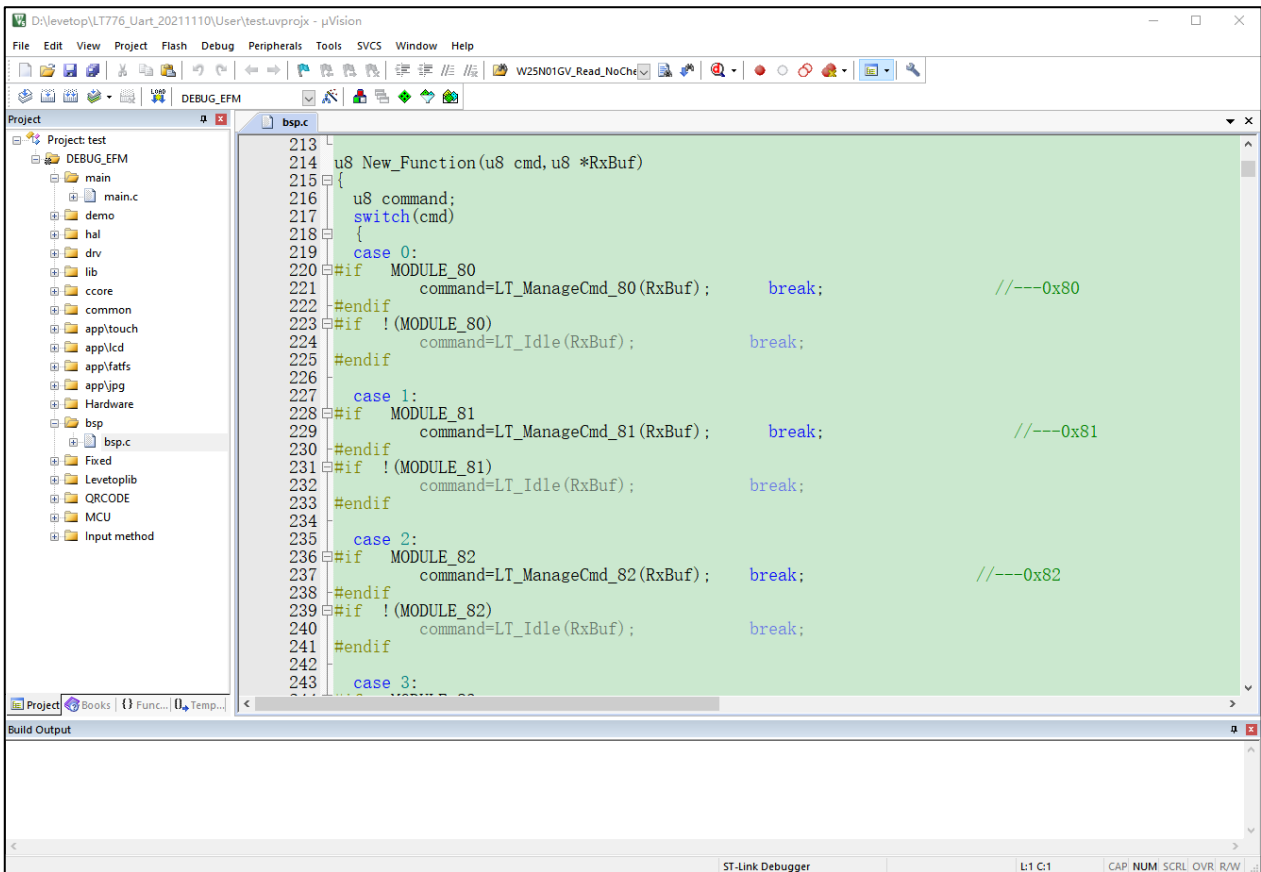 D:\levetop\LT776_Uart_20211110\User\test.uvprojx - µVision
File Edit View Project Flash Debug Peripherals Tools SVCS Window Help
W25N01GV_Read_NoChe
LOAD DEBUG_EFM
Project
bsp.c
Project: test
DEBUG_EFM
main
main.c
demo
hal
drv
lib
ccore
common
app\touch
app\lcd
app\fatfs
app\jpg
Hardware
bsp
bsp.c
Fixed
Levetoplib
QRCODE
MCU
Input method
Project Books {} Func... Temp...
213
214 u8 New_Function(u8 cmd,u8 *RxBuf)
215 {
216 u8 command;
217 switch(cmd)
218 {
219 case 0:
220 #if MODULE_80
221 command=LT_ManageCmd_80(RxBuf); break; //---0x80
222 #endif
223 #if !(MODULE_80)
224 command=LT_Idle(RxBuf); break;
225 #endif
226
227 case 1:
228 #if MODULE_81
229 command=LT_ManageCmd_81(RxBuf); break; //---0x81
230 #endif
231 #if !(MODULE_81)
232 command=LT_Idle(RxBuf); break;
233 #endif
234
235 case 2:
236 #if MODULE_82
237 command=LT_ManageCmd_82(RxBuf); break; //---0x82
238 #endif
239 #if !(MODULE_82)
240 command=LT_Idle(RxBuf); break;
241 #endif
242
243 case 3:
Build Output
ST-Link Debugger L:1 C:1 CAP NUM SCRL OVR R/W